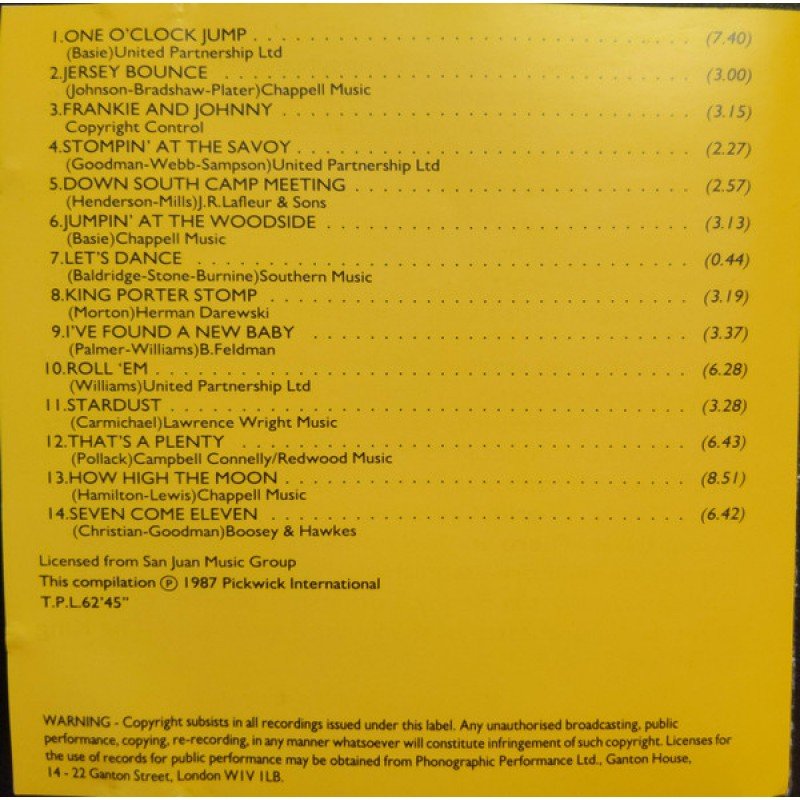 1.ONE O'CLOCK JUMP . . . . . . . . . . . . . . . . . . . . . . . . . . . . (7.40)
(Basie)United Partnership Ltd
2.JERSEY BOUNCE . . . . . . . . . . . . . . . . . . . . . . . . . . . . (3.00)
(Johnson-Bradshaw-Plater)Chappell Music
3.FRANKIE AND JOHNNY . . . . . . . . . . . . . . . . . . . . . . . . (3.15)
Copyright Control
4.STOMPIN' AT THE SAVOY . . . . . . . . . . . . . . . . . . . . . . . (2.27)
(Goodman-Webb-Sampson)United Partnership Ltd
5.DOWN SOUTH CAMP MEETING . . . . . . . . . . . . . . . . . . . . (2.57)
(Henderson-Mills)J.R.Lafleur & Sons
6.JUMPIN' AT THE WOODSIDE . . . . . . . . . . . . . . . . . . . . . (3.13)
(Basie)Chappell Music
7.LET'S DANCE . . . . . . . . . . . . . . . . . . . . . . . . . . . . (0.44)
(Baldridge-Stone-Burnine)Southern Music
8.KING PORTER STOMP . . . . . . . . . . . . . . . . . . . . . . . . (3.19)
(Morton)Herman Darewski
9.I'VE FOUND A NEW BABY . . . . . . . . . . . . . . . . . . . . . . (3.37)
(Palmer-Williams)B.Feldman
10.ROLL 'EM . . . . . . . . . . . . . . . . . . . . . . . . . . . . . . (6.28)
(Williams)United Partnership Ltd
11.STARDUST . . . . . . . . . . . . . . . . . . . . . . . . . . . . . . (3.28)
(Carmichael)Lawrence Wright Music
12.THAT'S A PLENTY . . . . . . . . . . . . . . . . . . . . . . . . . . (6.43)
(Pollack)Campbell Connelly/Redwood Music
13.HOW HIGH THE MOON . . . . . . . . . . . . . . . . . . . . . . . (8.51)
(Hamilton-Lewis)Chappell Music
14.SEVEN COME ELEVEN . . . . . . . . . . . . . . . . . . . . . . . . (6.42)
(Christian-Goodman)Boosey & Hawkes
Licensed from San Juan Music Group
This compilation ℗ 1987 Pickwick International
T.P.L.62'45"
WARNING - Copyright subsists in all recordings issued under this label. Any unauthorised broadcasting, public
performance, copying, re-recording, in any manner whatsoever will constitute infringement of such copyright. Licenses for
the use of records for public performance may be obtained from Phonographic Performance Ltd., Ganton House,
14 - 22 Ganton Street, London W1V 1LB.